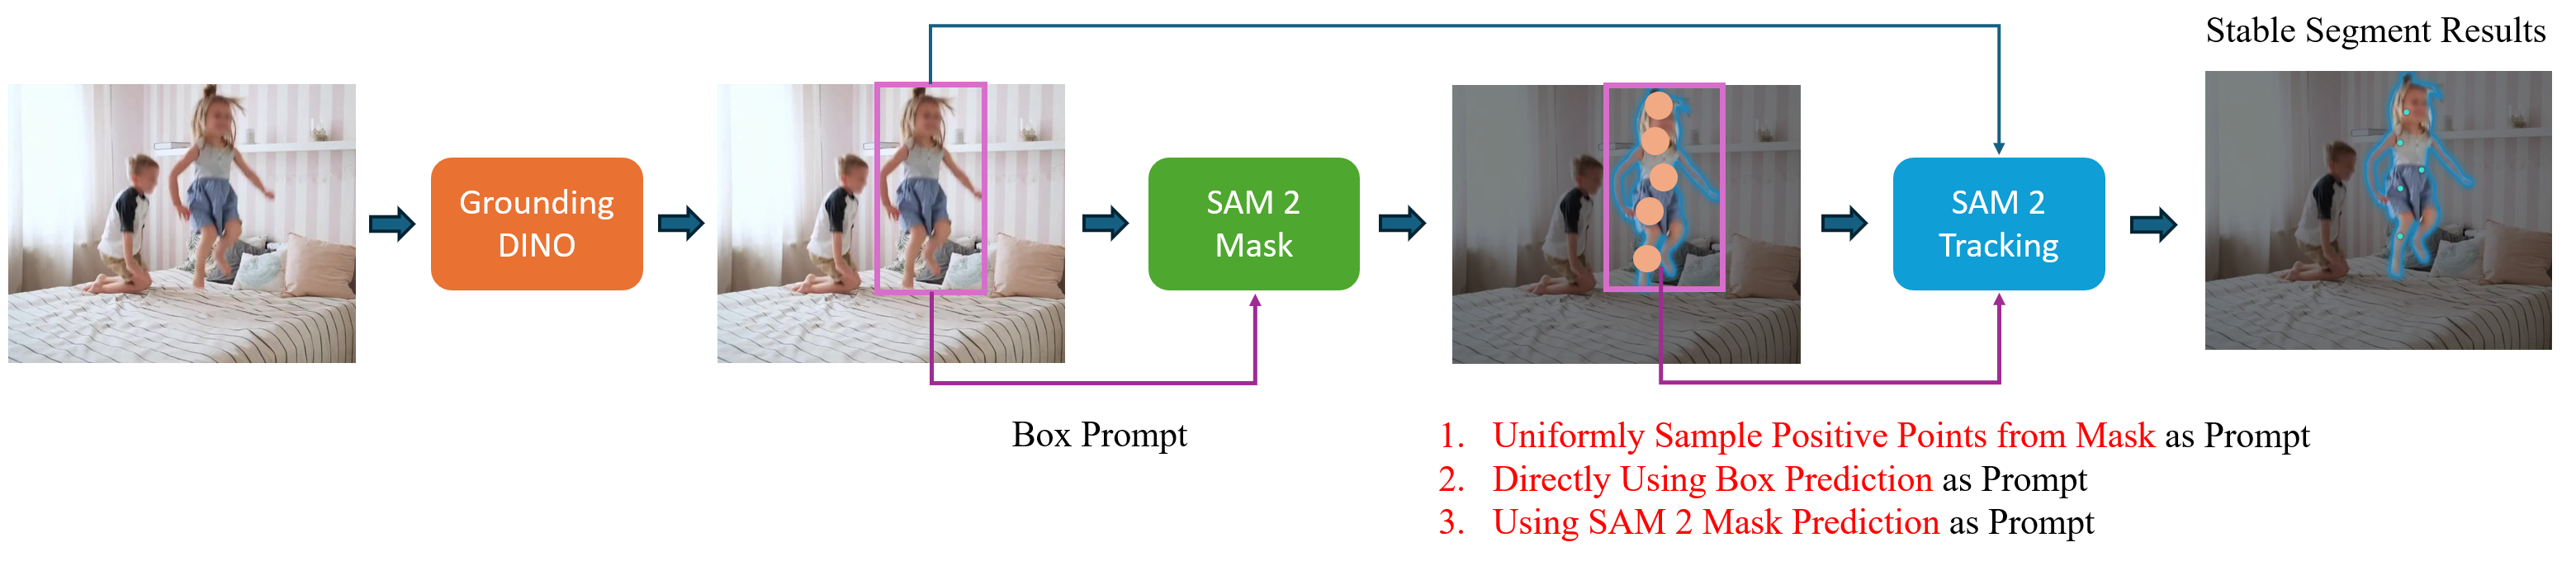 Stable Segment Results
Grounding
DINO
SAM 2
Mask
SAM 2
Tracking
Box Prompt
1. Uniformly Sample Positive Points from Mask as Prompt
2. Directly Using Box Prediction as Prompt
3. Using SAM 2 Mask Prediction as Prompt